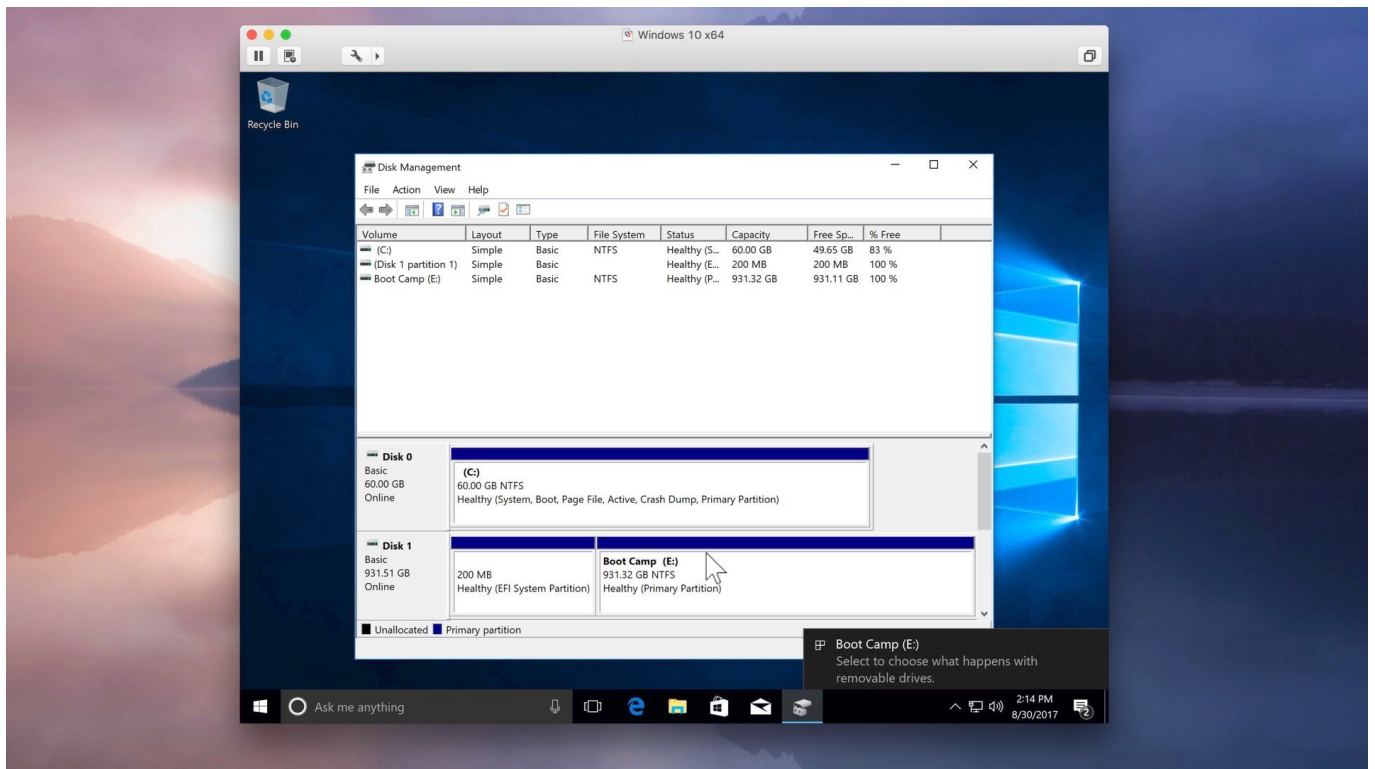 Windows 10 x64
Recycle Bin
Disk Management
File Action View Help
Volume Layout Type File System Status Capacity Free Sp... % Free
(C:) Simple Basic NTFS Healthy (S... 60.00 GB 49.65 GB 83 %
(Disk 1 partition 1) Simple Basic Healthy (E... 200 MB 200 MB 100 %
Boot Camp (E:) Simple Basic NTFS Healthy (P... 931.32 GB 931.11 GB 100 %
Disk 0
Basic
60.00 GB
Online
(C:)
60.00 GB NTFS
Healthy (System, Boot, Page File, Active, Crash Dump, Primary Partition)
Disk 1
Basic
931.51 GB
Online
200 MB
Healthy (EFI System Partition)
Boot Camp (E:)
931.32 GB NTFS
Healthy (Primary Partition)
Unallocated Primary partition
Boot Camp (E:)
Select to choose what happens with
removable drives.
Ask me anything
2:14 PM
8/30/2017
2